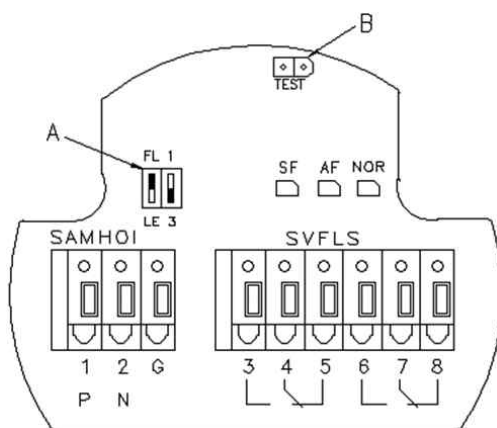 B
TEST
A
FL 1
SF AF NOR
LE 3
SAMHOI SVFLS
1 2 G 3 4 5 6 7 8
P N